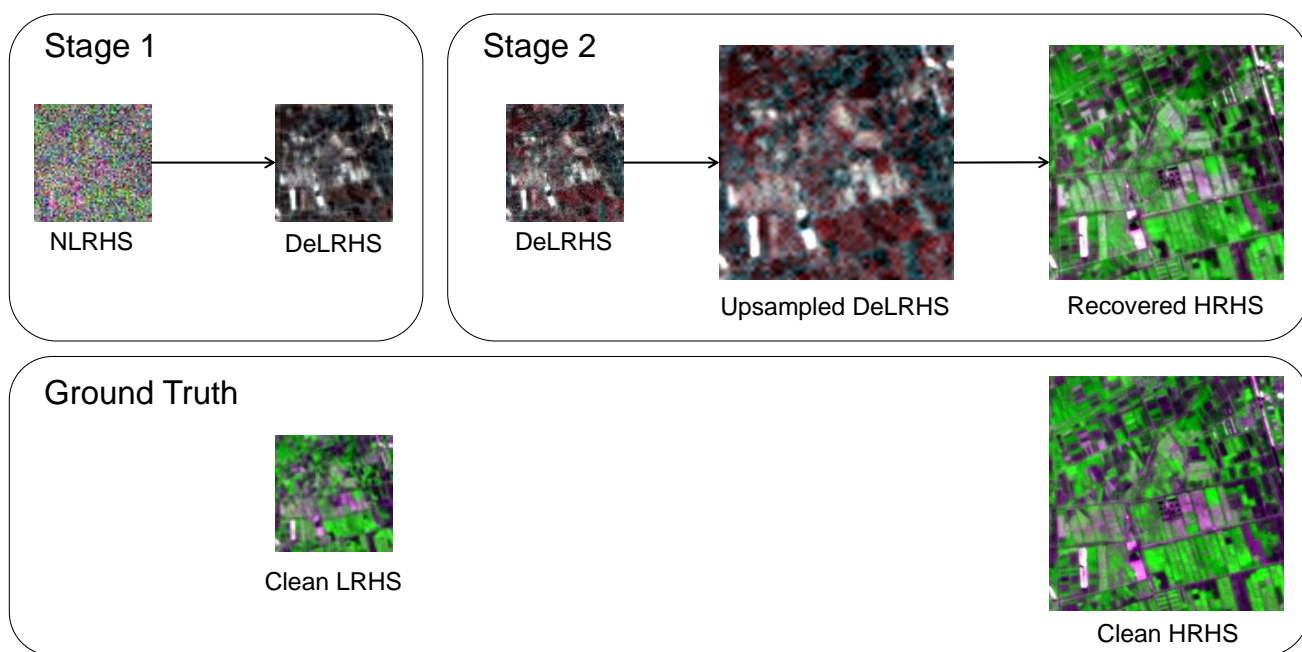 Stage 1
Stage 2
NLRHS
DeLRHS
DeLRHS
Upsampled DeLRHS
Recovered HRHS
Ground Truth
Clean LRHS
Clean HRHS